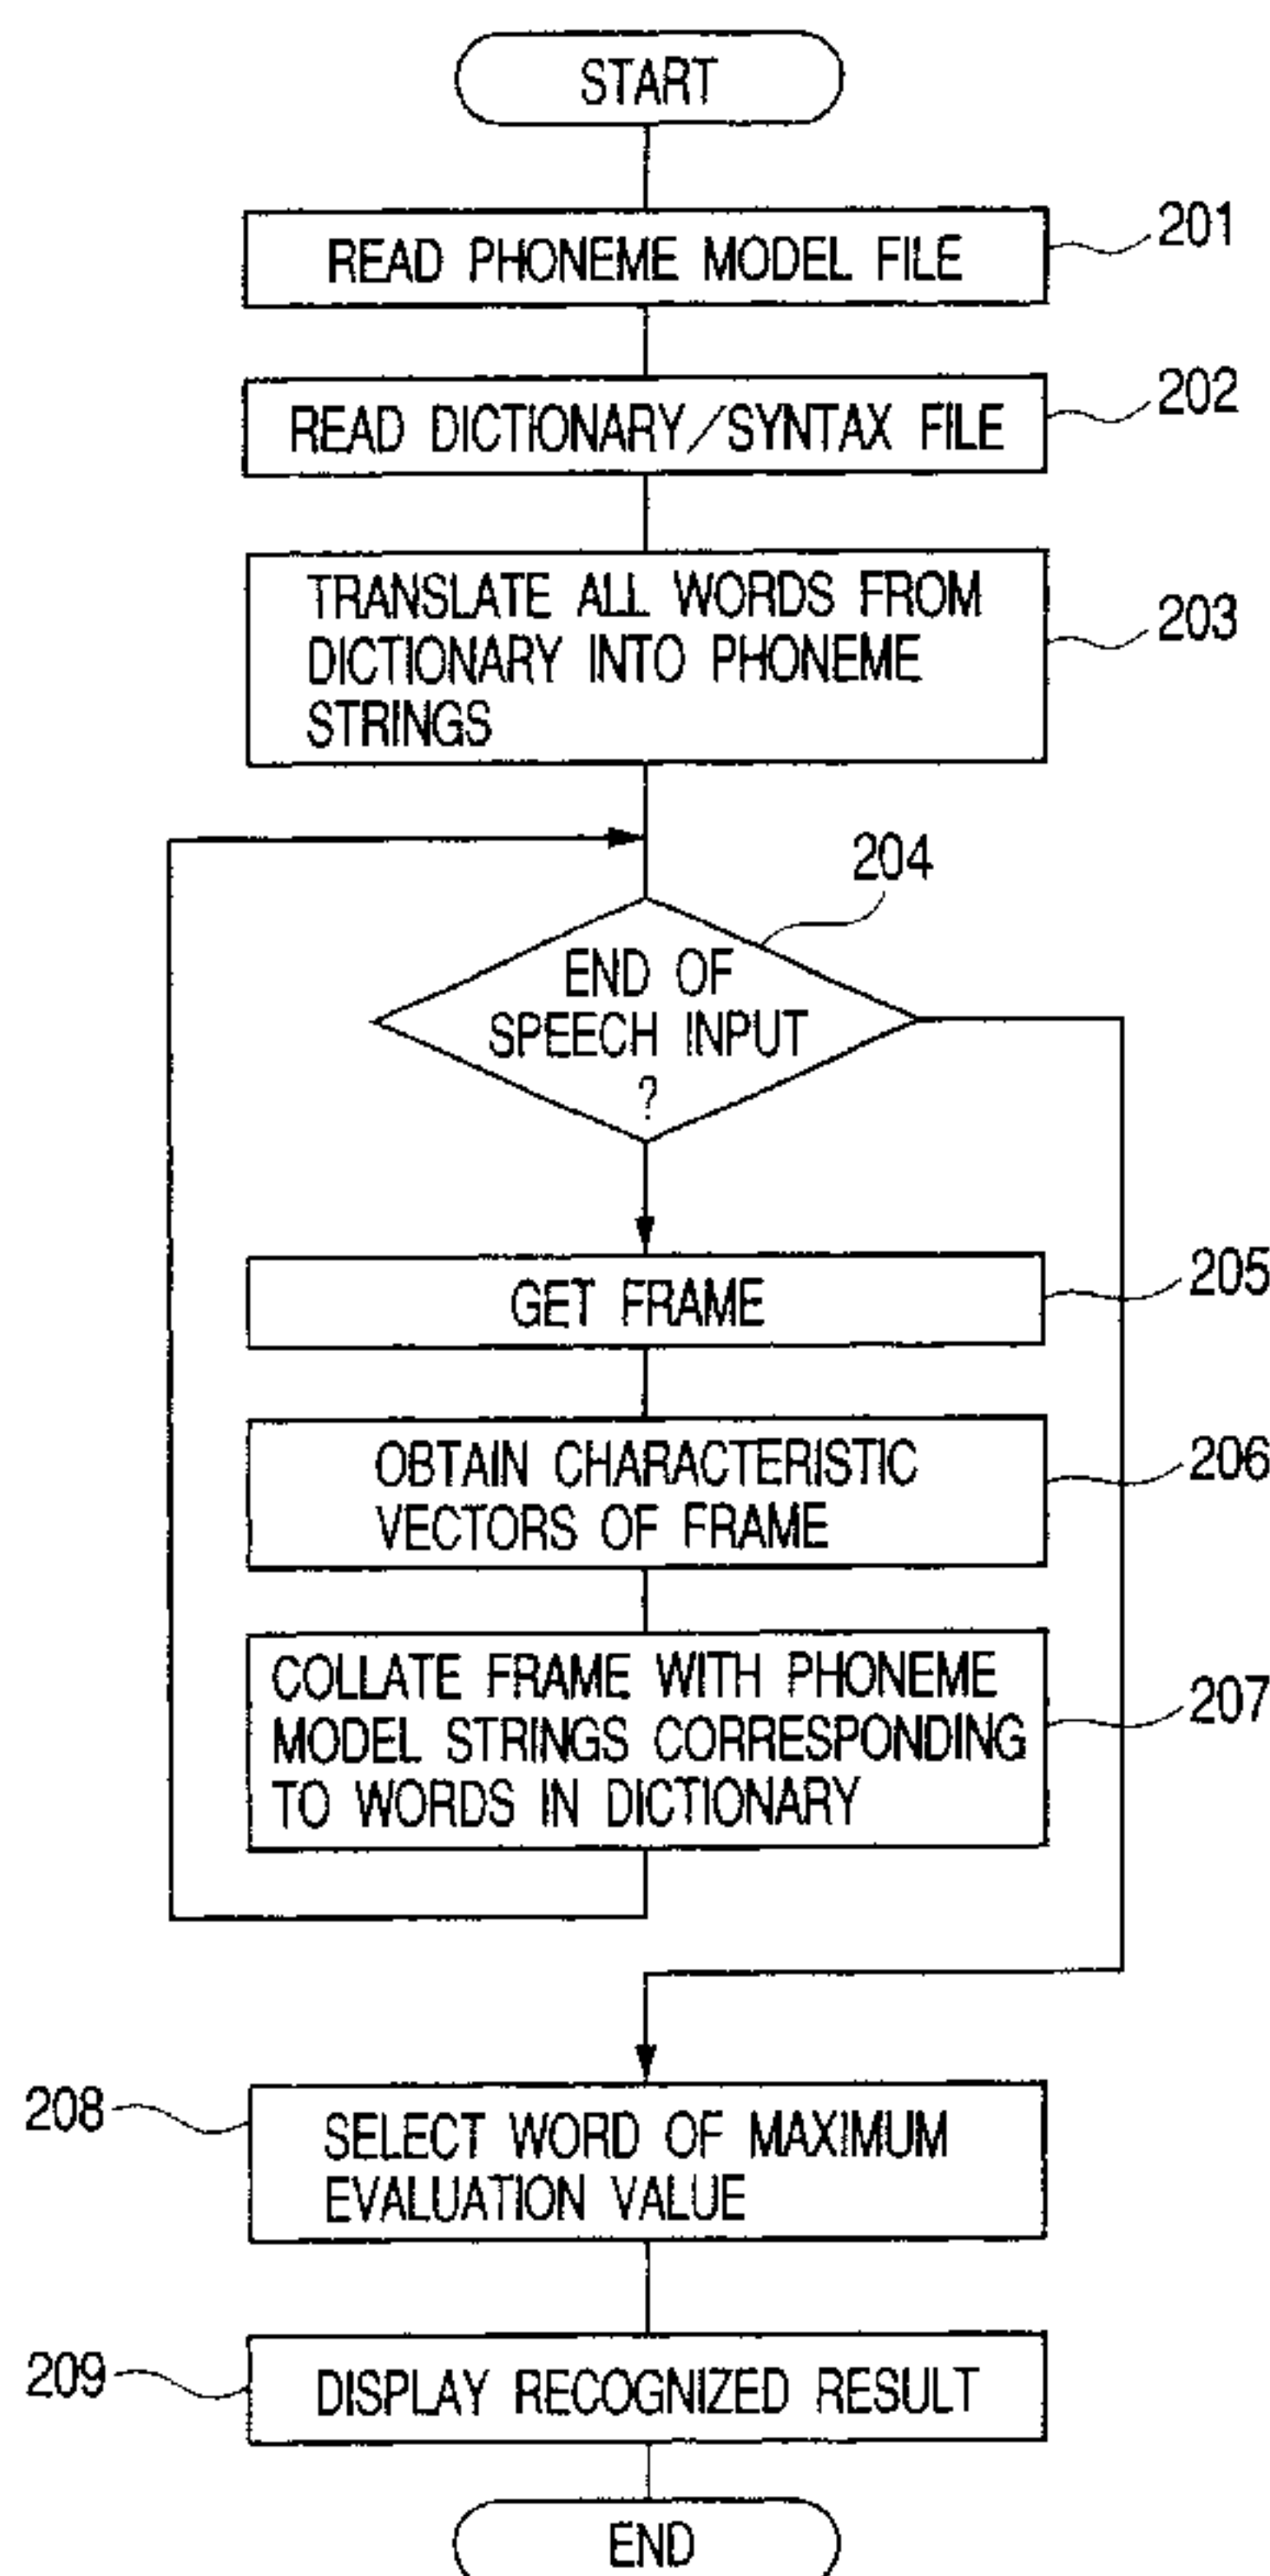 START
READ PHONEME MODEL FILE
201
READ DICTIONARY/SYNTAX FILE
202
TRANSLATE ALL WORDS FROM
DICTIONARY INTO PHONEME
STRINGS
203
204
END OF
SPEECH INPUT
?
GET FRAME
205
OBTAIN CHARACTERISTIC
VECTORS OF FRAME
206
COLLATE FRAME WITH PHONEME
MODEL STRINGS CORRESPONDING
TO WORDS IN DICTIONARY
207
208
SELECT WORD OF MAXIMUM
EVALUATION VALUE
209
DISPLAY RECOGNIZED RESULT
END